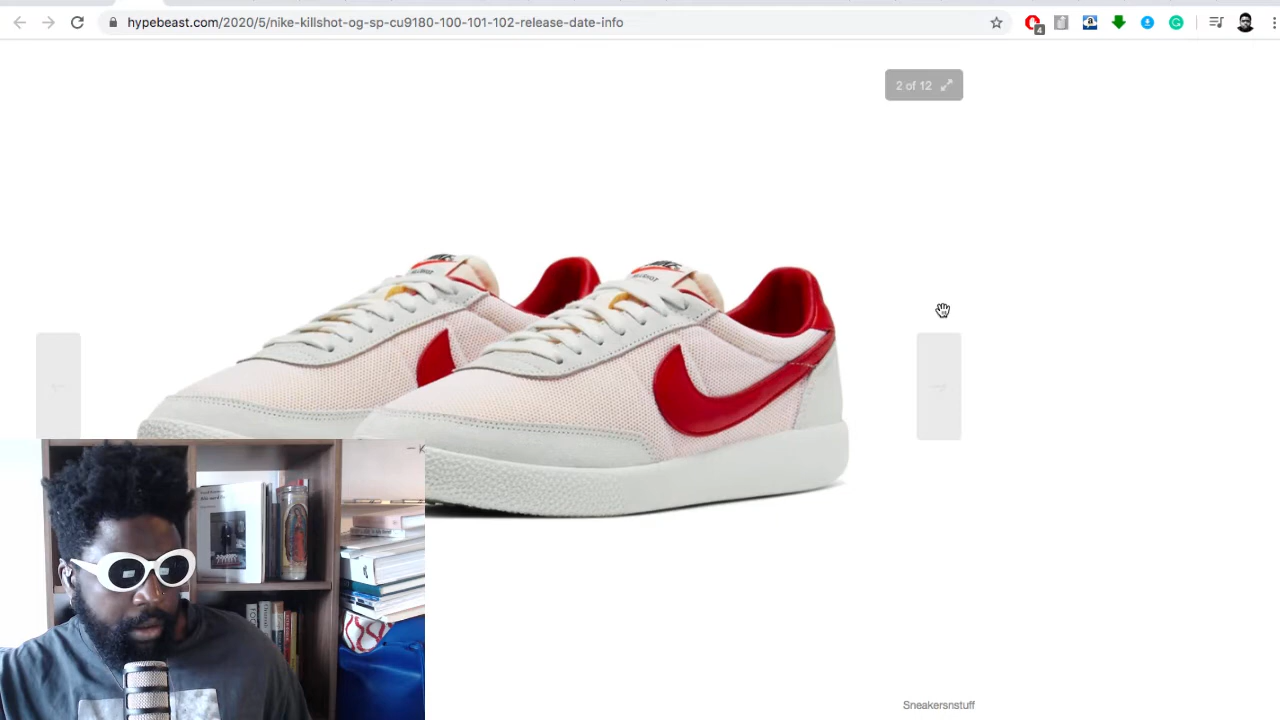 hypebeast.com/2020/5/nike-killshot-og-sp-cu9180-100-101-102-release-date-info
4
2 of 12
— K
Sneakersnstuff